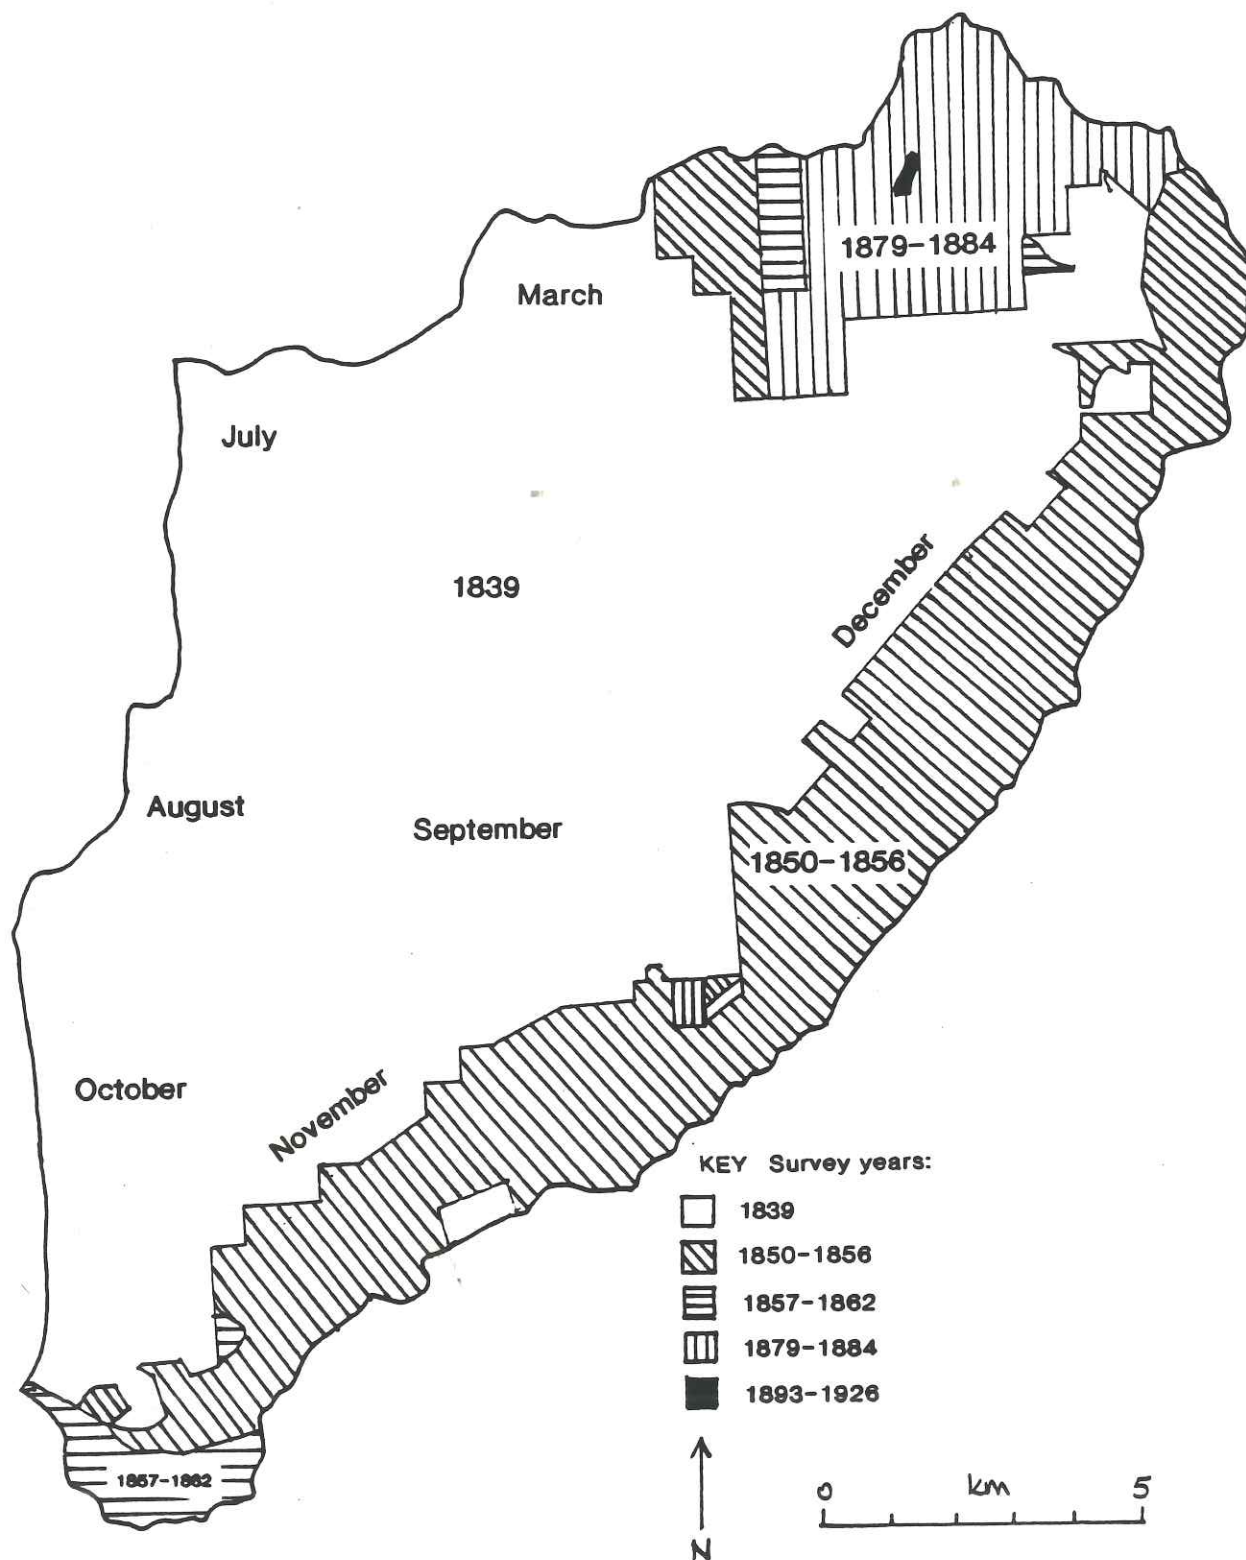 1879-1884
March
July
1839
December
August
September
1850-1856
October
November
KEY Survey years:
1839
1850-1856
1857-1862
1879-1884
1893-1926
1857-1862
0 km 5
N